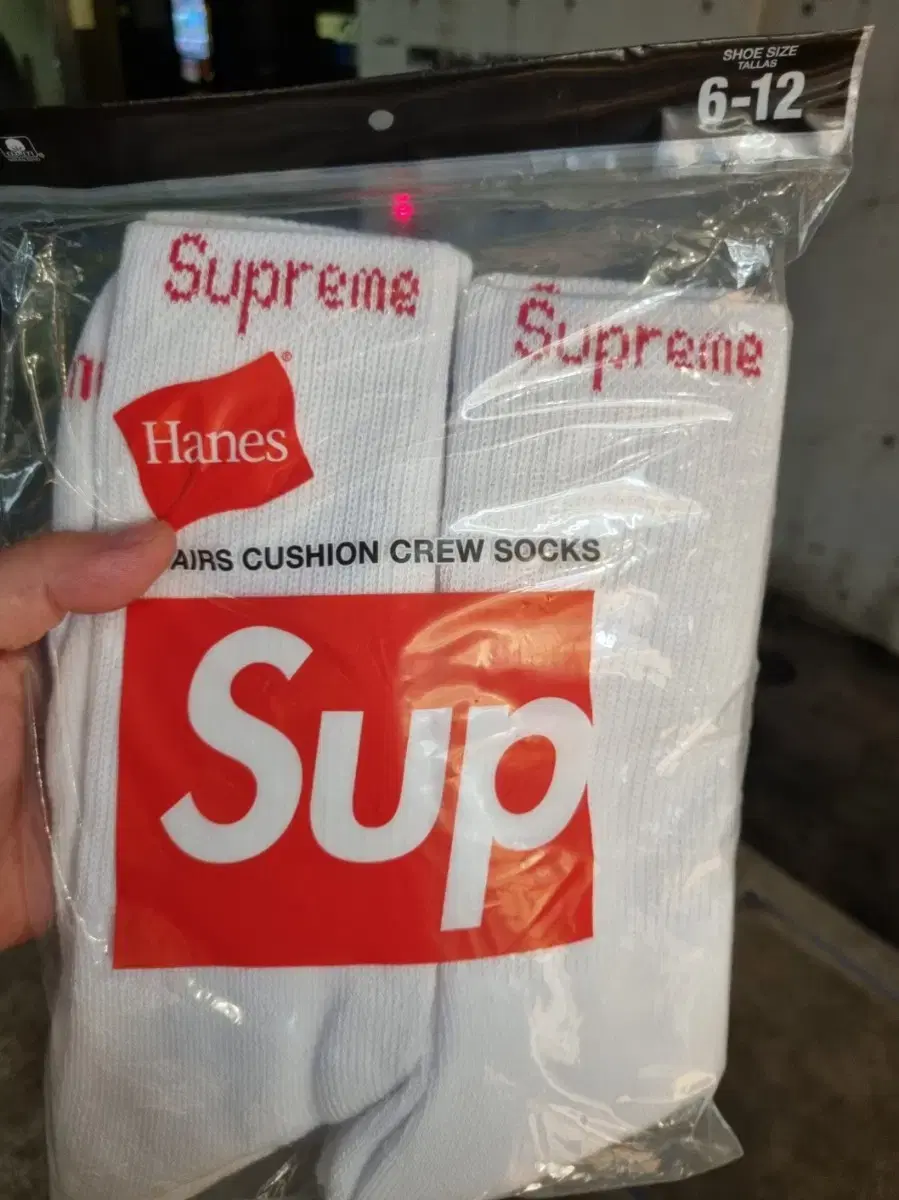 SHOE SIZE
TALLAS
6-12
Supreme
Supreme
Hanes®
AIRS CUSHION CREW SOCKS
Sup